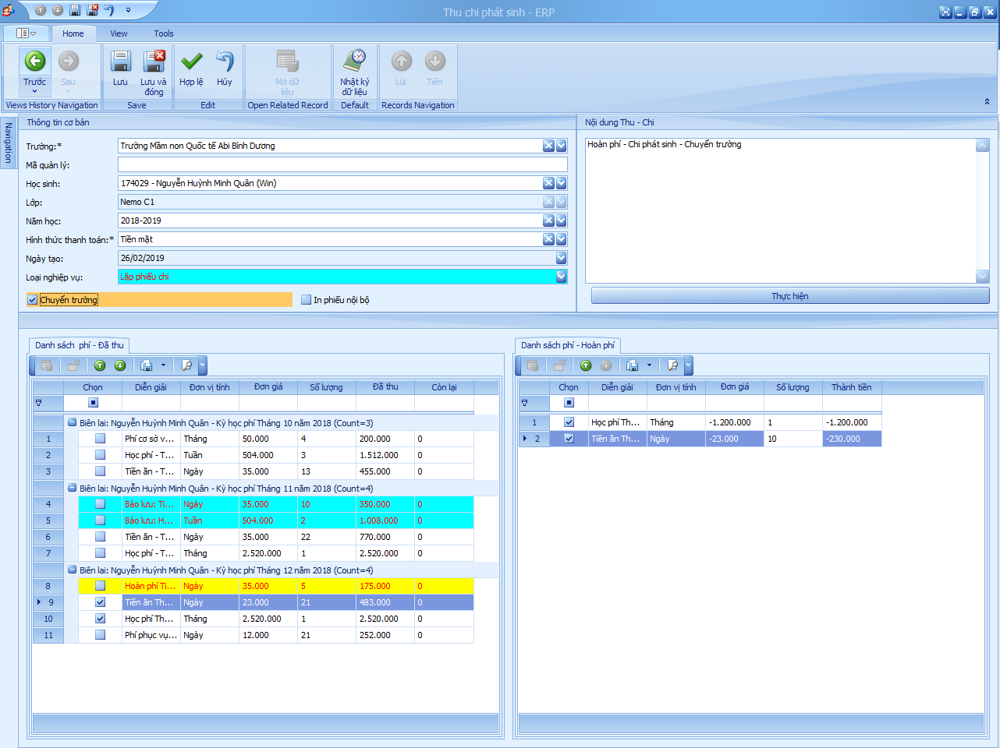 Thu chi phát sinh - ERP
Home View Tools
Trước Sau Lưu Lưu và đóng Hợp lệ Hủy Mở dữ liệu Nhật ký dữ liệu Lùi Tiến
Views History Navigation Save Edit Open Related Record Default Records Navigation
Navigation
Thông tin cơ bản
Trường:* Trường Mầm non Quốc tế Abi Bình Dương
Mã quản lý:
Học sinh: 174029 - Nguyễn Huỳnh Minh Quân (Win)
Lớp: Nemo C1
Năm học: 2018-2019
Hình thức thanh toán:* Tiền mặt
Ngày tạo: 26/02/2019
Loại nghiệp vụ: Lập phiếu chi
Chuyển trường In phiếu nội bộ
Nội dung Thu - Chi
Hoàn phí - Chi phát sinh - Chuyển trường
Thực hiện
Danh sách phí - Đã thu
Chọn Diễn giải Đơn vị tính Đơn giá Số lượng Đã thu Còn lại
Biên lai: Nguyễn Huỳnh Minh Quân - Kỳ học phí Tháng 10 năm 2018 (Count=3)
1 Phí cơ sở v... Tháng 50.000 4 200.000 0
2 Học phí - T... Tuần 504.000 3 1.512.000 0
3 Tiền ăn - T... Ngày 35.000 13 455.000 0
Biên lai: Nguyễn Huỳnh Minh Quân - Kỳ học phí Tháng 11 năm 2018 (Count=4)
4 Bảo lưu: Ti... Ngày 35.000 10 350.000 0
5 Bảo lưu: H... Tuần 504.000 2 1.008.000 0
6 Tiền ăn - T... Ngày 35.000 22 770.000 0
7 Học phí - T... Tháng 2.520.000 1 2.520.000 0
Biên lai: Nguyễn Huỳnh Minh Quân - Kỳ học phí Tháng 12 năm 2018 (Count=4)
8 Hoàn phí Ti... Ngày 35.000 5 175.000 0
9 Tiền ăn Th... Ngày 23.000 21 483.000 0
10 Học phí Th... Tháng 2.520.000 1 2.520.000 0
11 Phí phục vụ... Ngày 12.000 21 252.000 0
Danh sách phí - Hoàn phí
Chọn Diễn giải Đơn vị tính Đơn giá Số lượng Thành tiền
1 Học phí Th... Tháng -1.200.000 1 -1.200.000
2 Tiền ăn Th... Ngày -23.000 10 -230.000